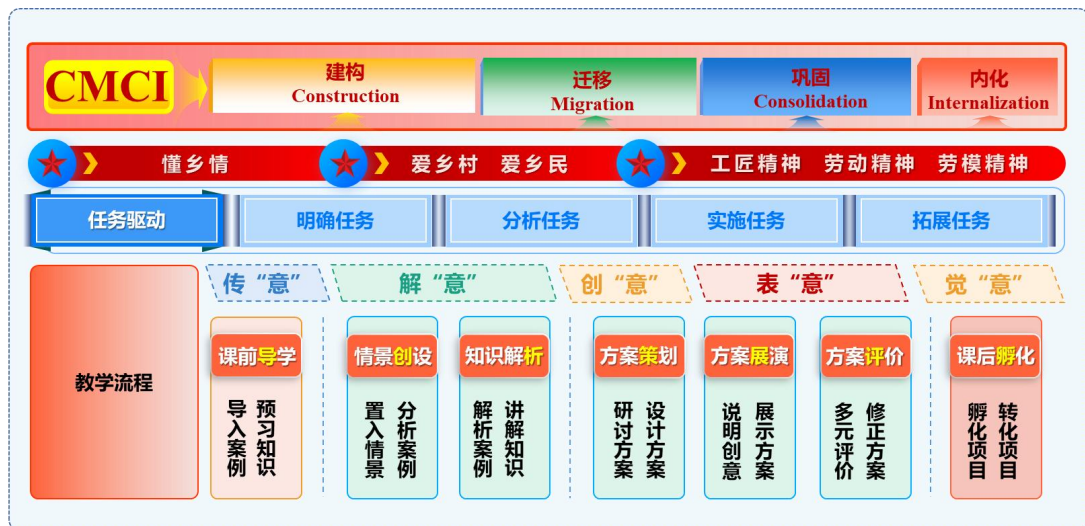 CMCI
建构
Construction
迁移
Migration
巩固
Consolidation
内化
Internalization
懂乡情
爱乡村 爱乡民
工匠精神 劳动精神 劳模精神
任务驱动
明确任务
分析任务
实施任务
拓展任务
教学流程
传“意”
解“意”
创“意”
表“意”
觉“意”
课前导学
预习知识
导入案例
情景创设
分析案例
置入情景
知识解析
讲解知识
解析案例
方案策划
设计方案
研讨方案
方案展演
展示方案
说明创意
方案评价
修正方案
多元评价
课后孵化
转化项目
孵化项目